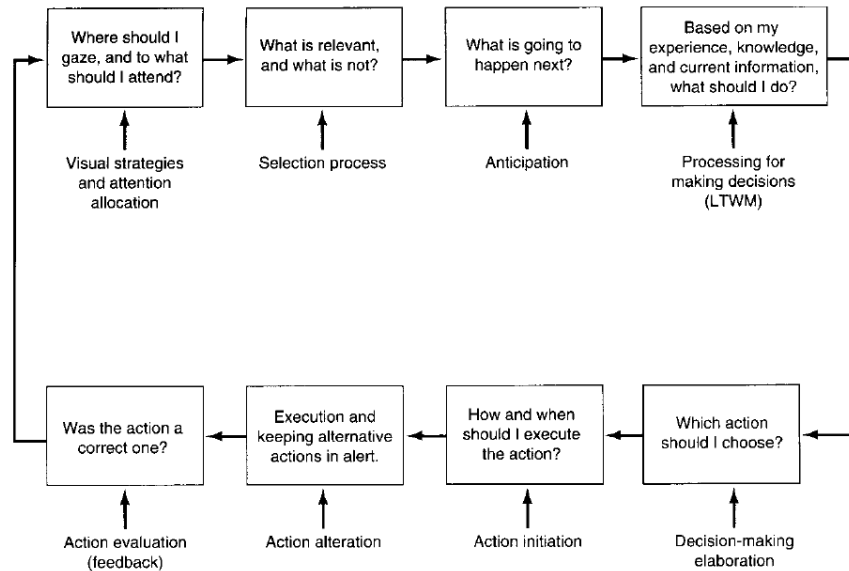 Where should I
gaze, and to what
should I attend?
What is relevant,
and what is not?
What is going to
happen next?
Based on my
experience, knowledge,
and current information,
what should I do?
Visual strategies
and attention
allocation
Selection process
Anticipation
Processing for
making decisions
(LTWM)
Was the action a
correct one?
Execution and
keeping alternative
actions in alert.
How and when
should I execute
the action?
Which action
should I choose?
Action evaluation
(feedback)
Action alteration
Action initiation
Decision-making
elaboration